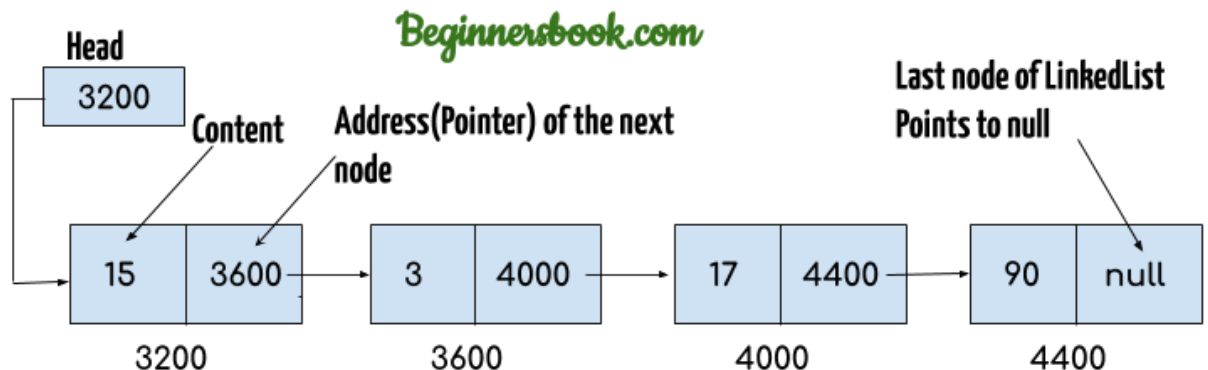 Beginnersbook.com
Head
3200
Content
Address(Pointer) of the next
node
Last node of LinkedList
Points to null
15 3600 3 4000 17 4400 90 null
3200 3600 4000 4400